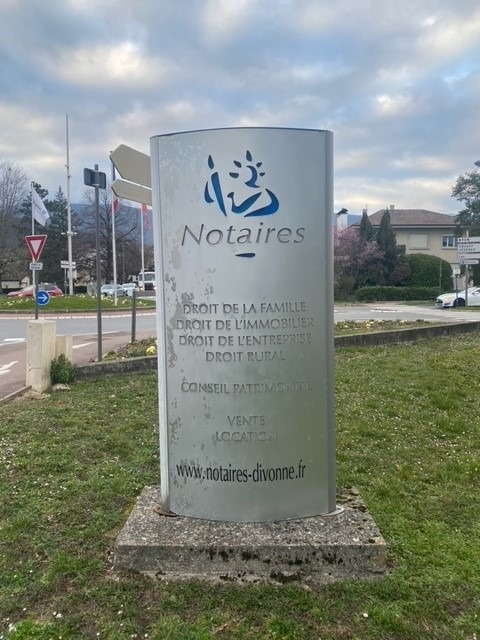 Notaires
DROIT DE LA FAMILLE
DROIT DE L'IMMOBILIER
DROIT DE L'ENTREPRISE
DROIT RURAL
CONSEIL PATRIMONIAL
VENTE
LOCATION
www.notaires-divonne.fr